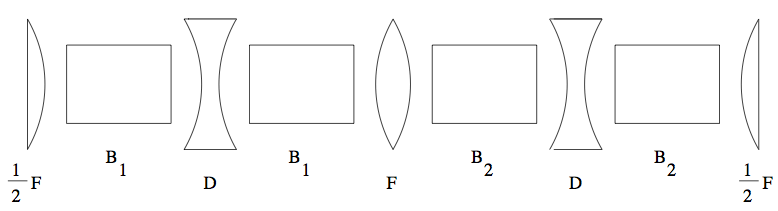 1/2 F B1 D B1 F B2 D B2 1/2 F